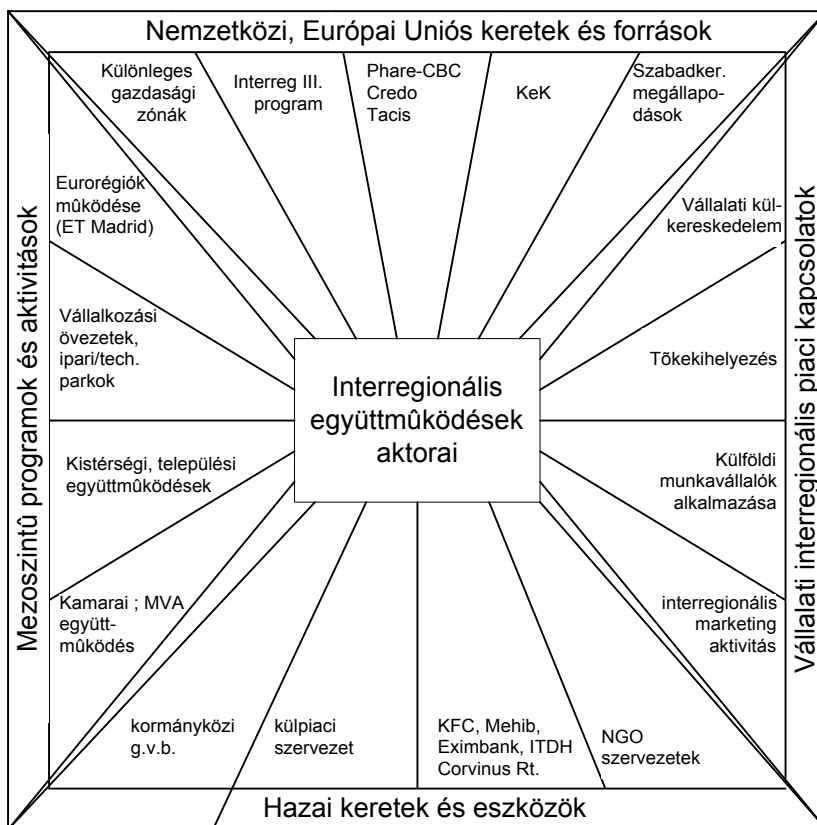 Nemzetközi, Európai Uniós keretek és források
Különleges
gazdasági
zónák
Interreg III.
program
Phare-CBC
Credo
Tacis
KeK
Szabadker.
megállapo-
dások
Mezoszintû programok és aktivitások
Eurorégiók
mûködése
(ET Madrid)
Vállalkozási
övezetek,
ipari/tech.
parkok
Kistérségi, települési
együttmûködések
Kamarai ; MVA
együtt-
mûködés
Interregionális
együttmûködések
aktorai
Vállalati kül-
kereskedelem
Tõkekihelyezés
Külföldi
munkavállalók
alkalmazása
interregionális
marketing
aktivitás
Vállalati interregionális piaci kapcsolatok
kormányközi
g.v.b.
külpiaci
szervezet
KFC, Mehib,
Eximbank, ITDH
Corvinus Rt.
NGO
szervezetek
Hazai keretek és eszközök